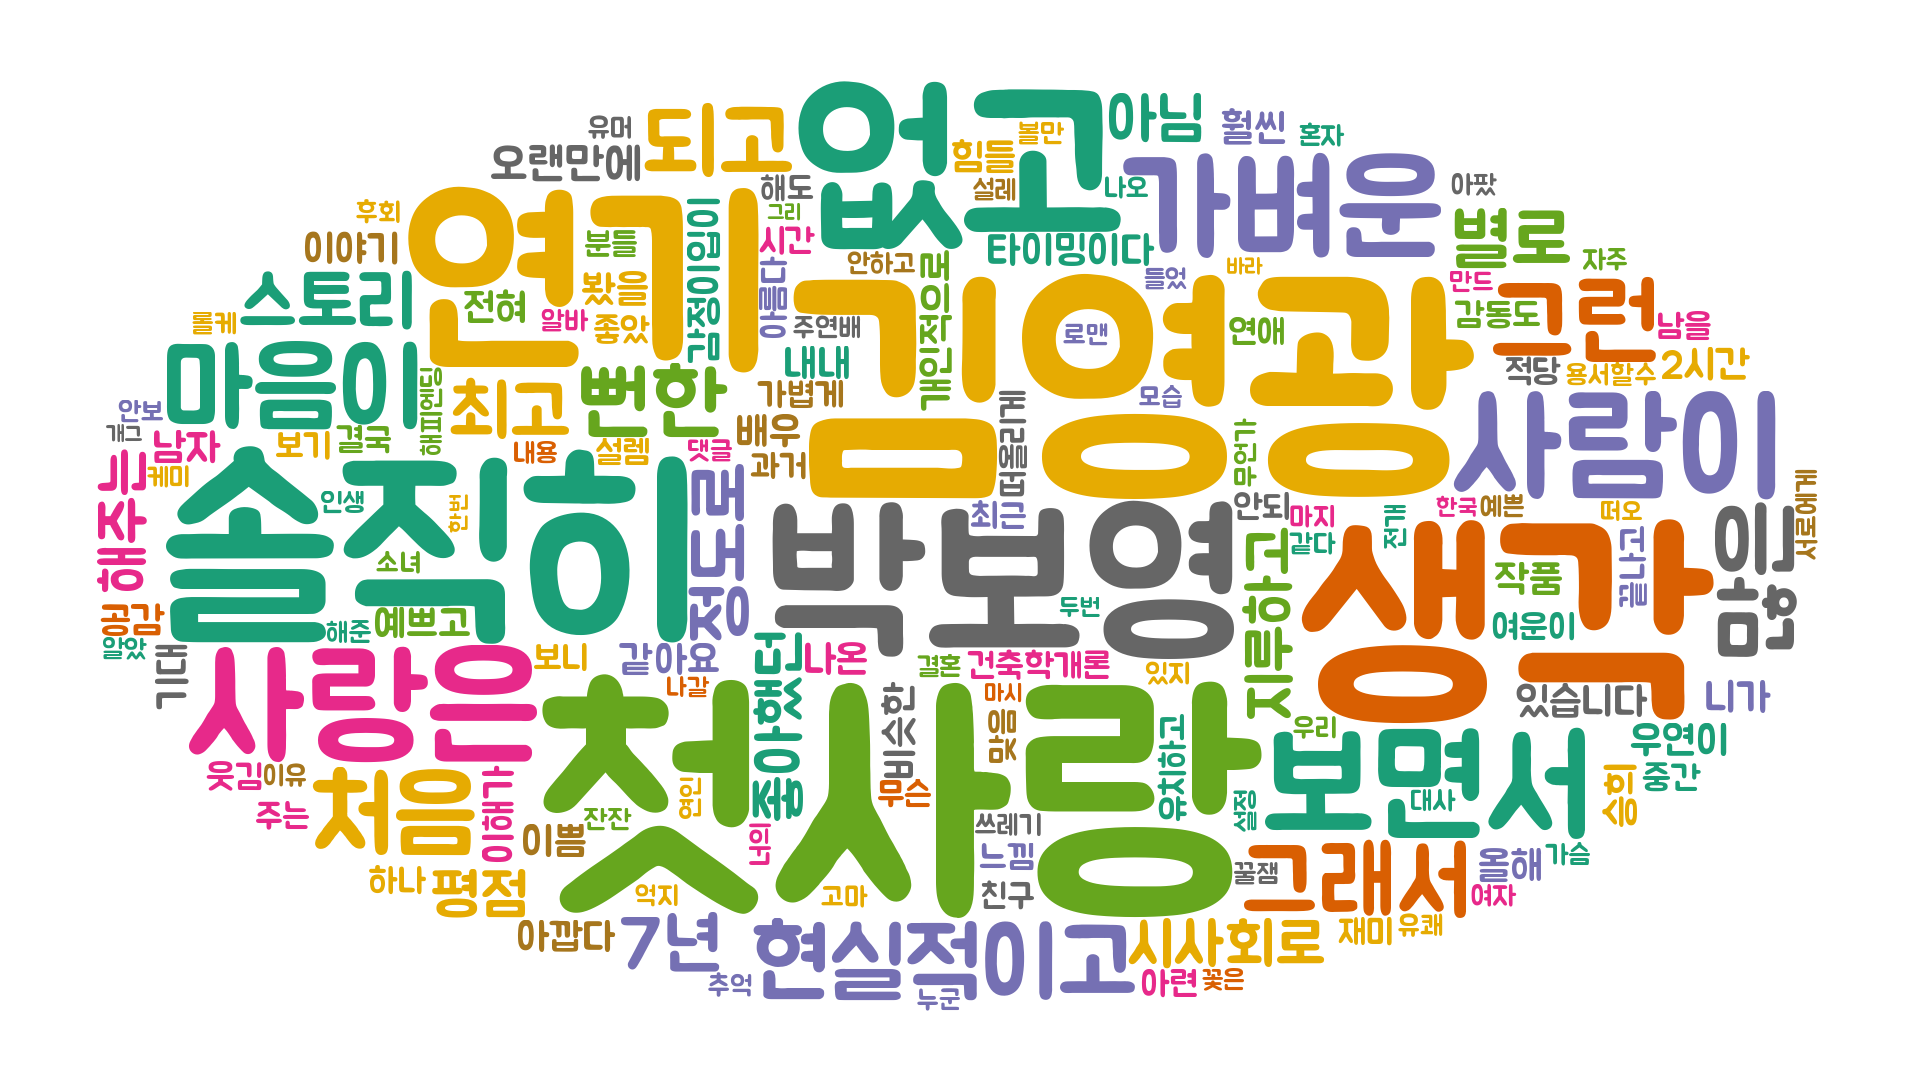 없고
김영광
연기
솔직히
박보영
생각
첫사랑
사람이
사랑은
가벼운
보면서
마음이
현실적이고
되고
그런
그래서
처음
스토리
뻔한
최고
별로
아님
오랜만에
유머
힘들
볼만
훨씬
혼자
해도
설레
나오
아팠
후회
이야기
분들
그리
시간
타이밍이다
자주
감정이입이
안하고
개인적으로
들었
바라
만드
롤케
전혀
봤을
알바
좋았
아름다
주연배
로맨
연애
감동도
남을
내내
적당
용서할수
2시간
안보
개그
남자
케미
보기
결국
해피엔딩
가볍게
모습
배우
과거
내용
설렘
댓글
떠올리게
무언가
해주는
인생
한번
소녀
정도로
최근
안되
마지
같다
전개
한국
예쁜
떠오
서로에게
있는
남한
공감
알았
해준
예쁘고
두번
지루하고
작품
여운이
끝나고
기대
보니
같아요
나갈
좋아했던
나온
결혼
건축학개론
있지
있습니다
니가
웃김
이유
마시
맞음
비슷한
유치하고
우리
우연이
중간
승희
주는
이해가
이쁨
잔잔
연인
너의
무슨
쓰레기
설정
대사
느낌
꿀잼
올해
가슴
하나
평점
억지
고마
친구
여자
아깝다
7년
추억
누군
시사회로
아련
꽃은
재미
유쾌